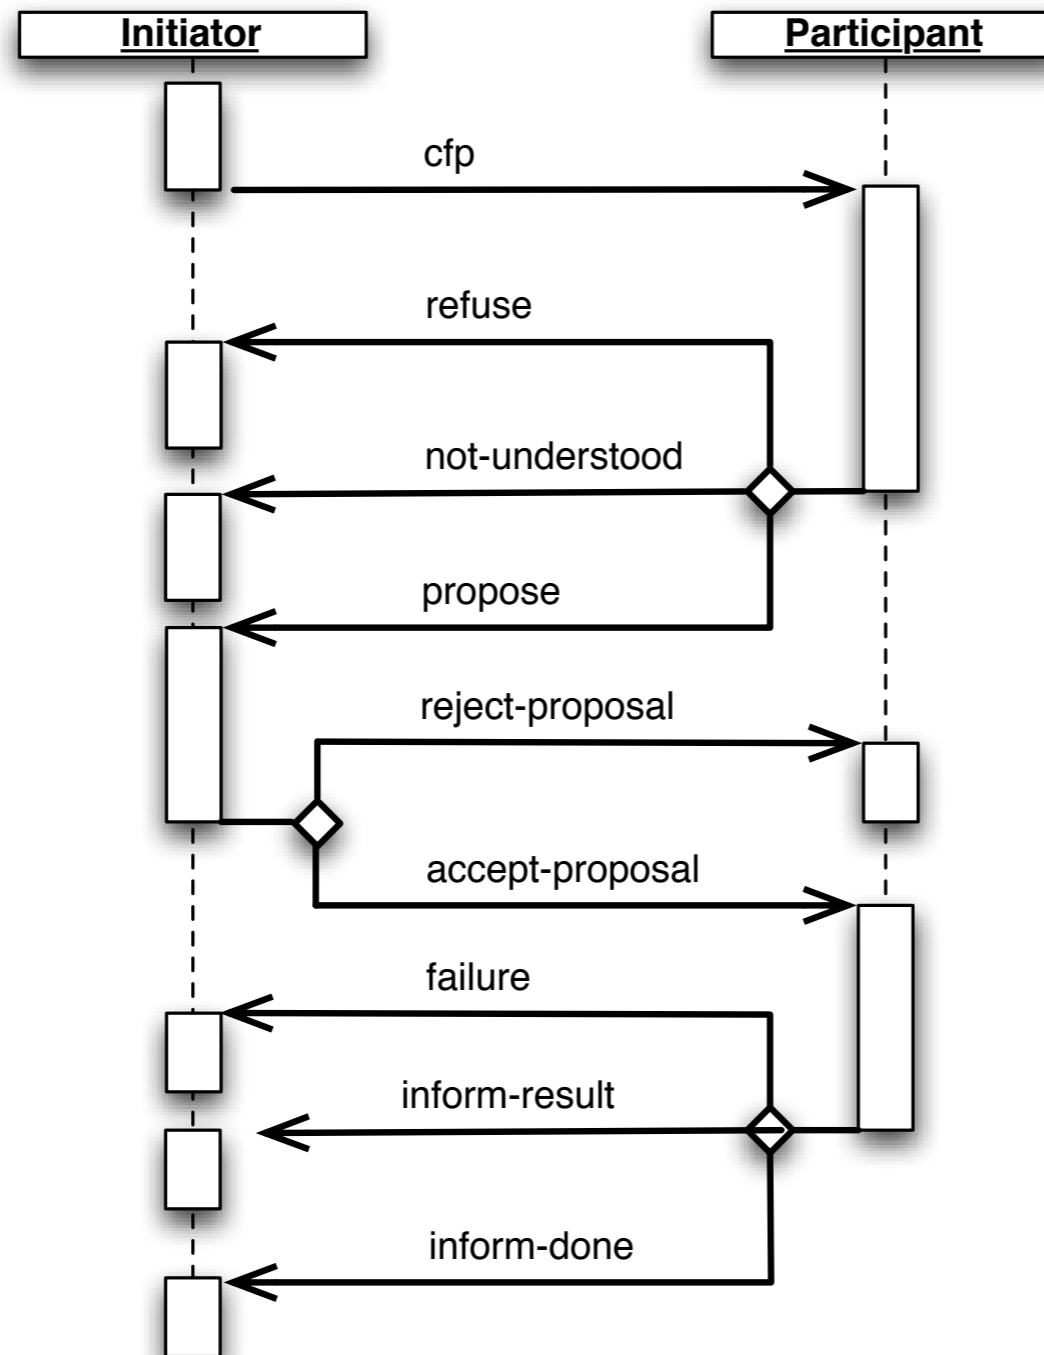 Initiator
Participant
cfp
refuse
not-understood
propose
reject-proposal
accept-proposal
failure
inform-result
inform-done